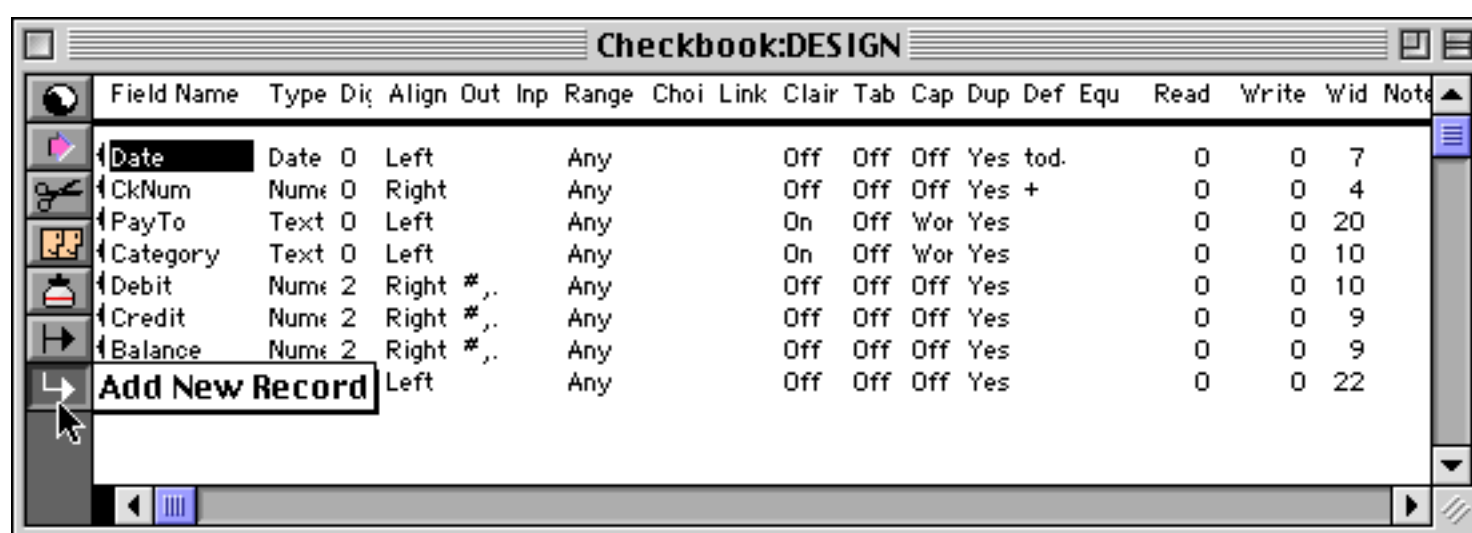 Checkbook:DESIGN
Field Name Type Dig Align Out Inp Range Choi Link Clair Tab Cap Dup Def Equ Read Write Wid Note
Date Date 0 Left Any Off Off Off Yes tod. 0 0 7
CkNum Nume 0 Right Any Off Off Off Yes + 0 0 4
PayTo Text 0 Left Any On Off Wor Yes 0 0 20
Category Text 0 Left Any On Off Wor Yes 0 0 10
Debit Nume 2 Right #,. Any Off Off Off Yes 0 0 10
Credit Nume 2 Right #,. Any Off Off Off Yes 0 0 9
Balance Nume 2 Right #,. Any Off Off Off Yes 0 0 9
Add New Record Left Any Off Off Off Yes 0 0 22